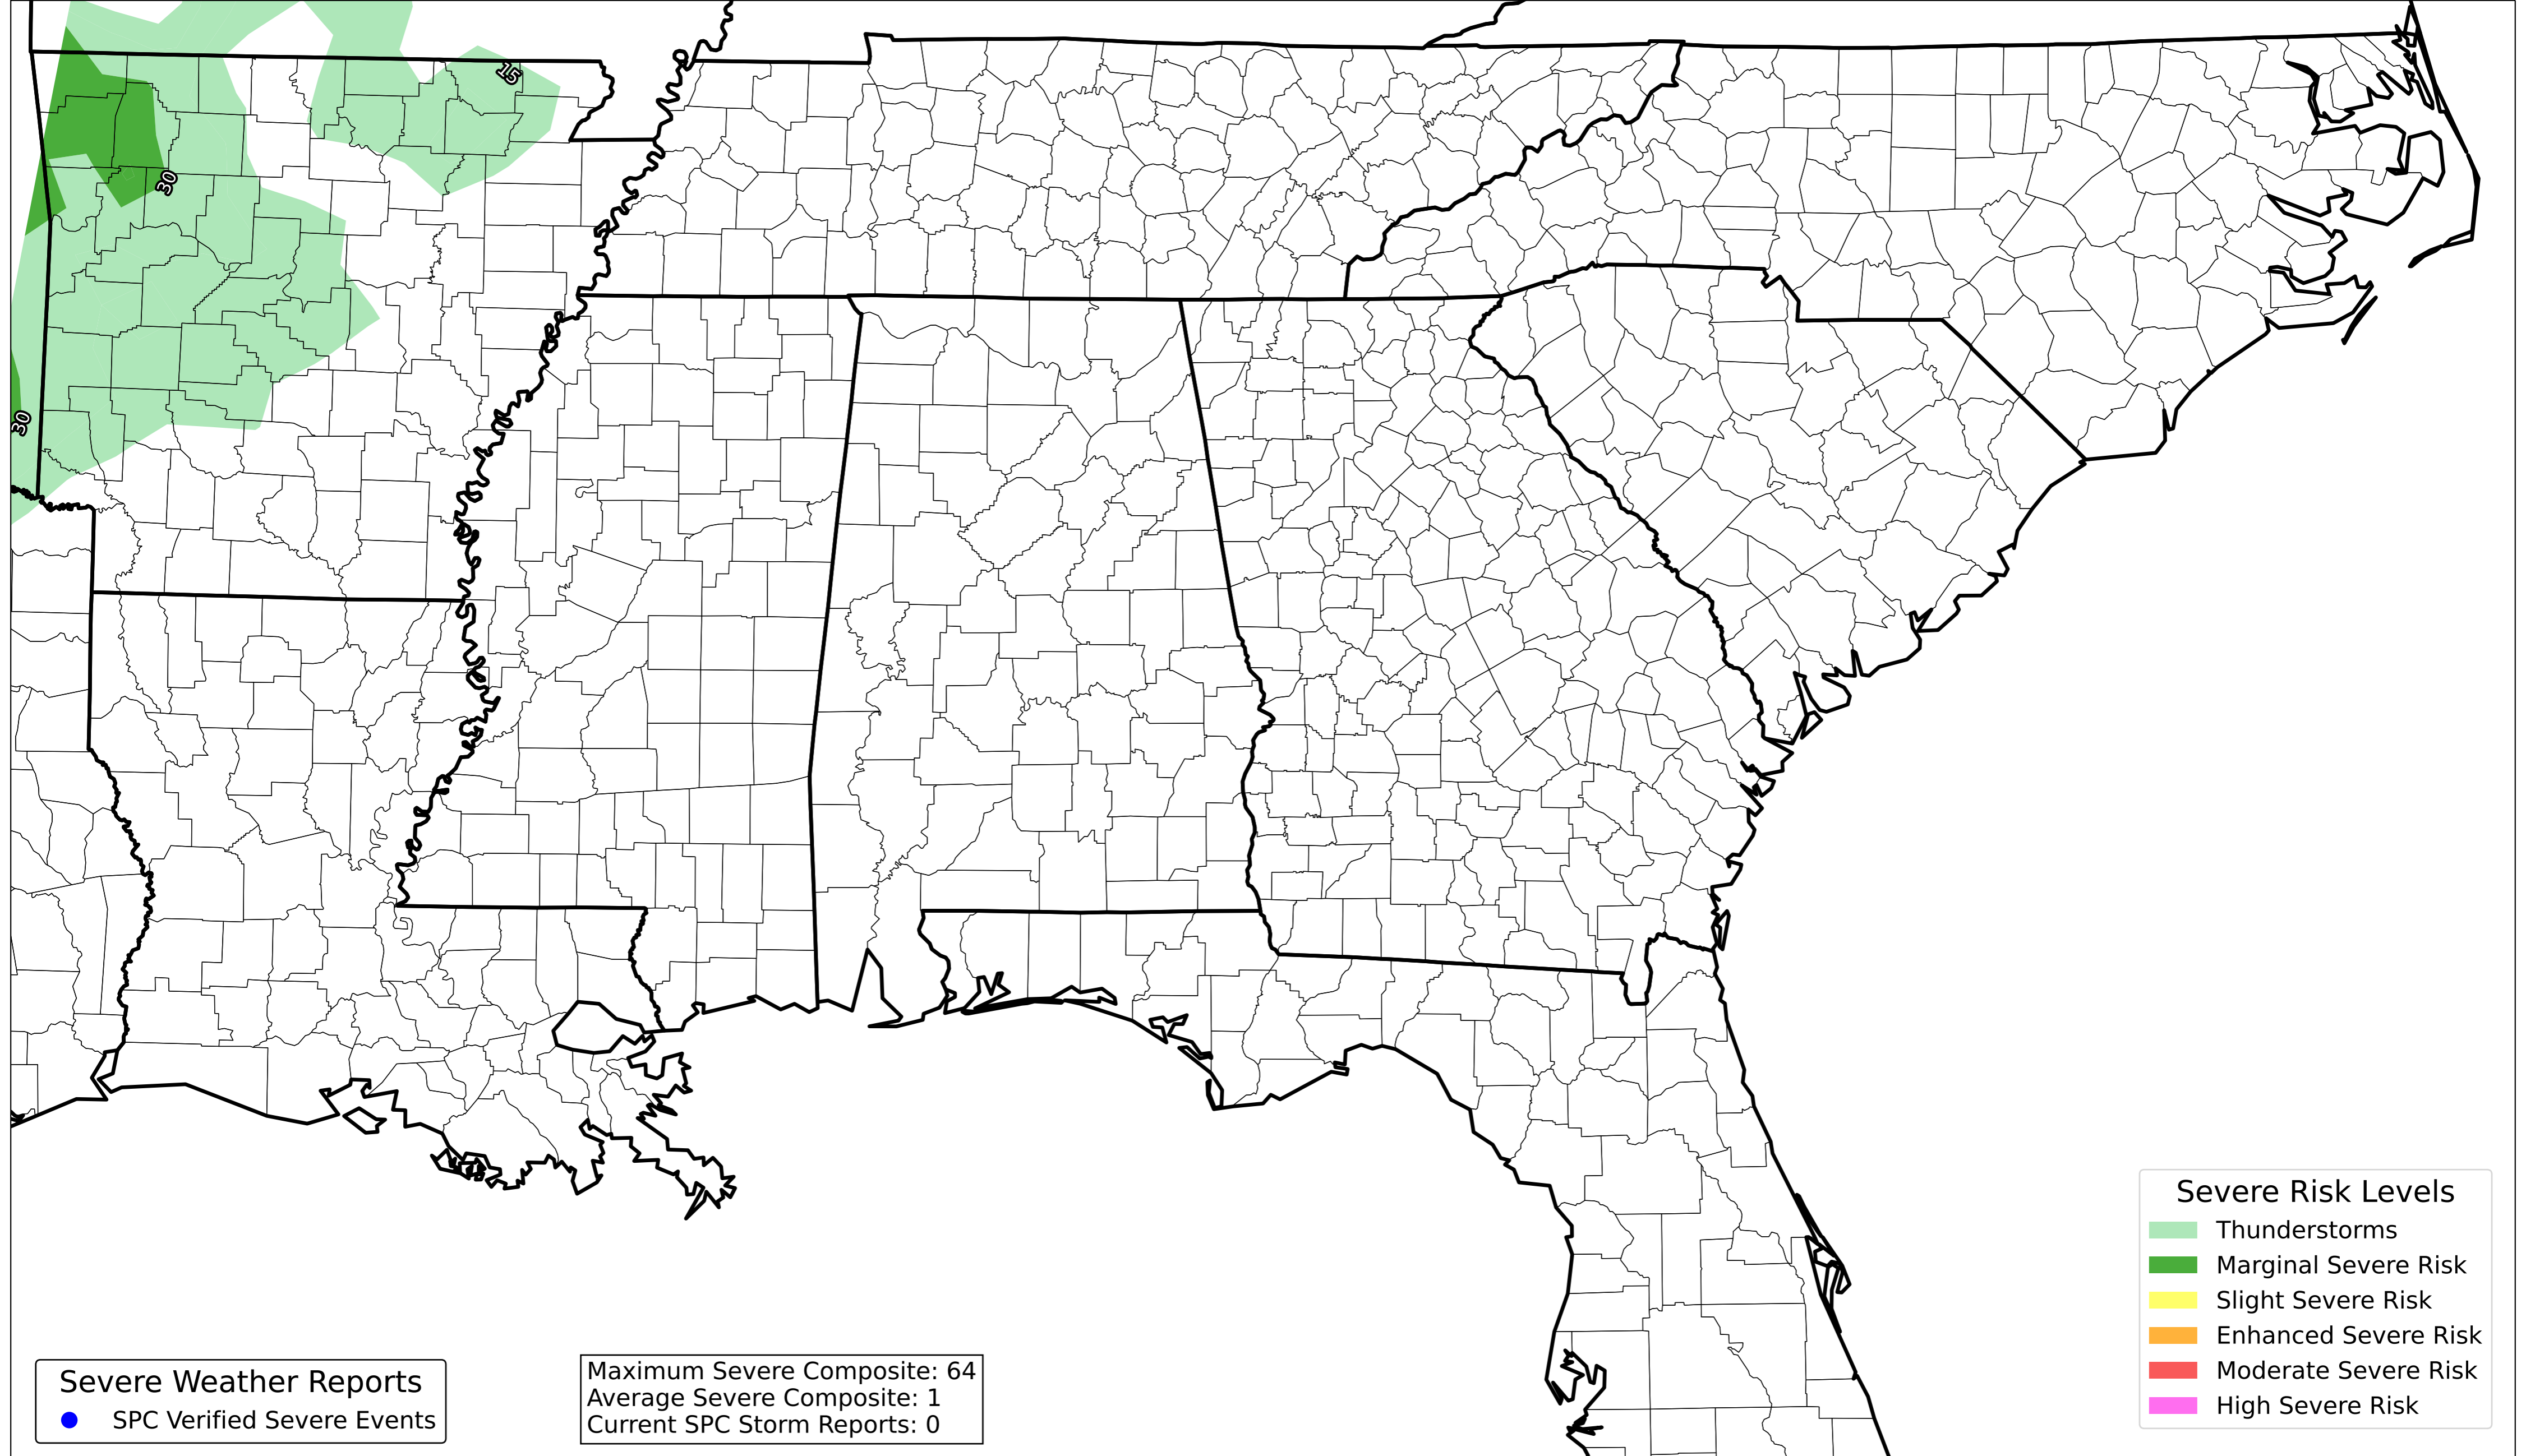 15
30
30
Severe Risk Levels
Thunderstorms
Marginal Severe Risk
Slight Severe Risk
Enhanced Severe Risk
Moderate Severe Risk
High Severe Risk
Severe Weather Reports
SPC Verified Severe Events
Maximum Severe Composite: 64
Average Severe Composite: 1
Current SPC Storm Reports: 0